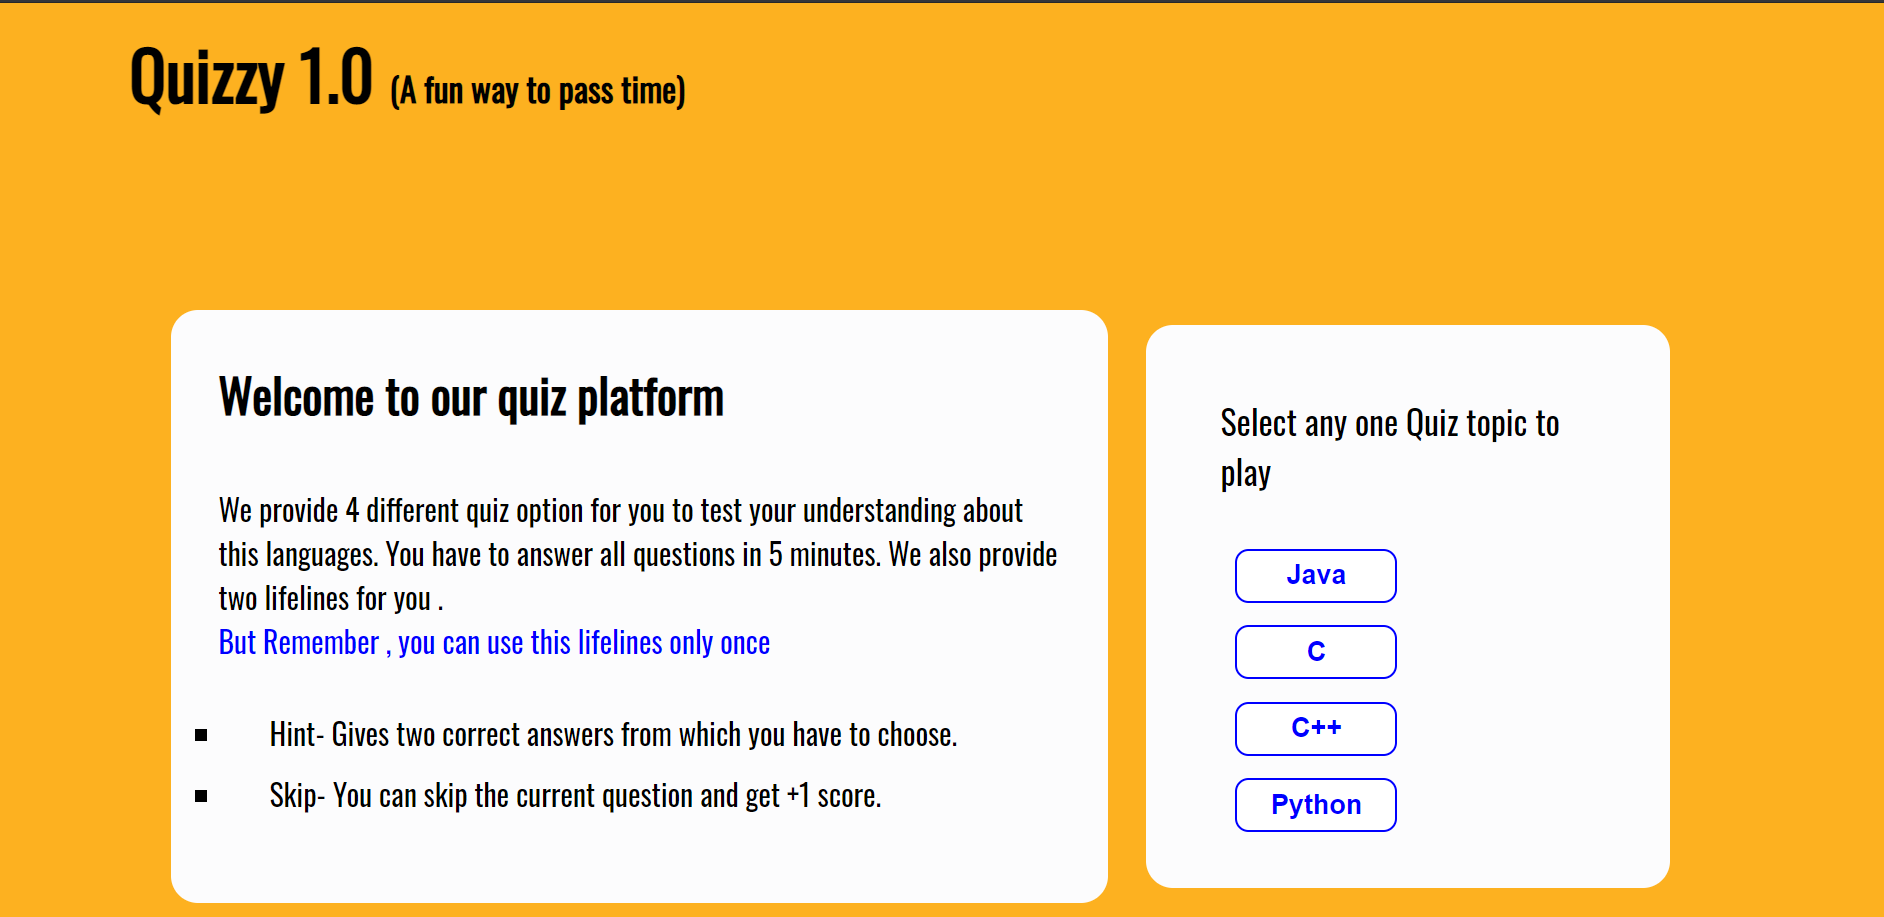 Quizzy 1.0 (A fun way to pass time)
Welcome to our quiz platform
We provide 4 different quiz option for you to test your understanding about
this languages. You have to answer all questions in 5 minutes. We also provide
two lifelines for you .
But Remember , you can use this lifelines only once
Hint- Gives two correct answers from which you have to choose.
Skip- You can skip the current question and get +1 score.
Select any one Quiz topic to
play
Java
C
C++
Python